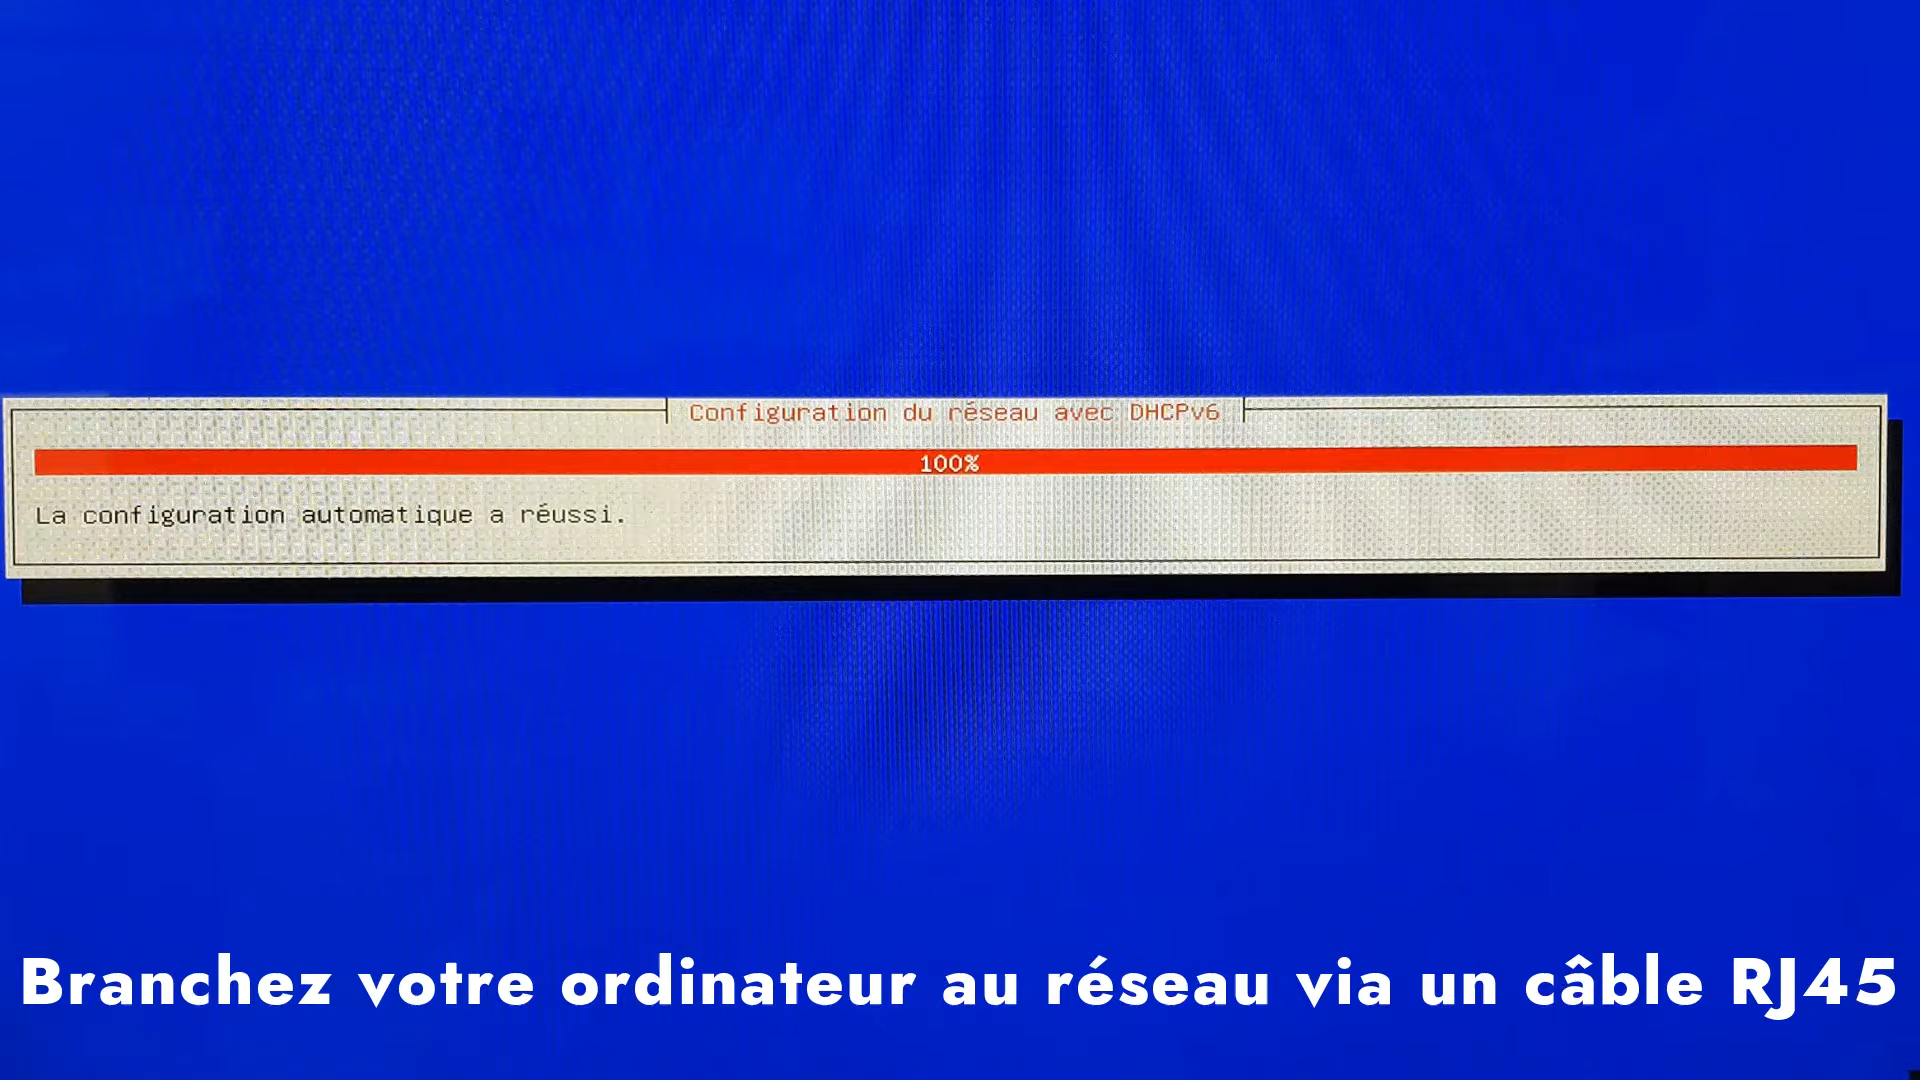 Configuration du réseau avec DHCPv6
100%
La configuration automatique a réussi.
Branchez votre ordinateur au réseau via un câble RJ45